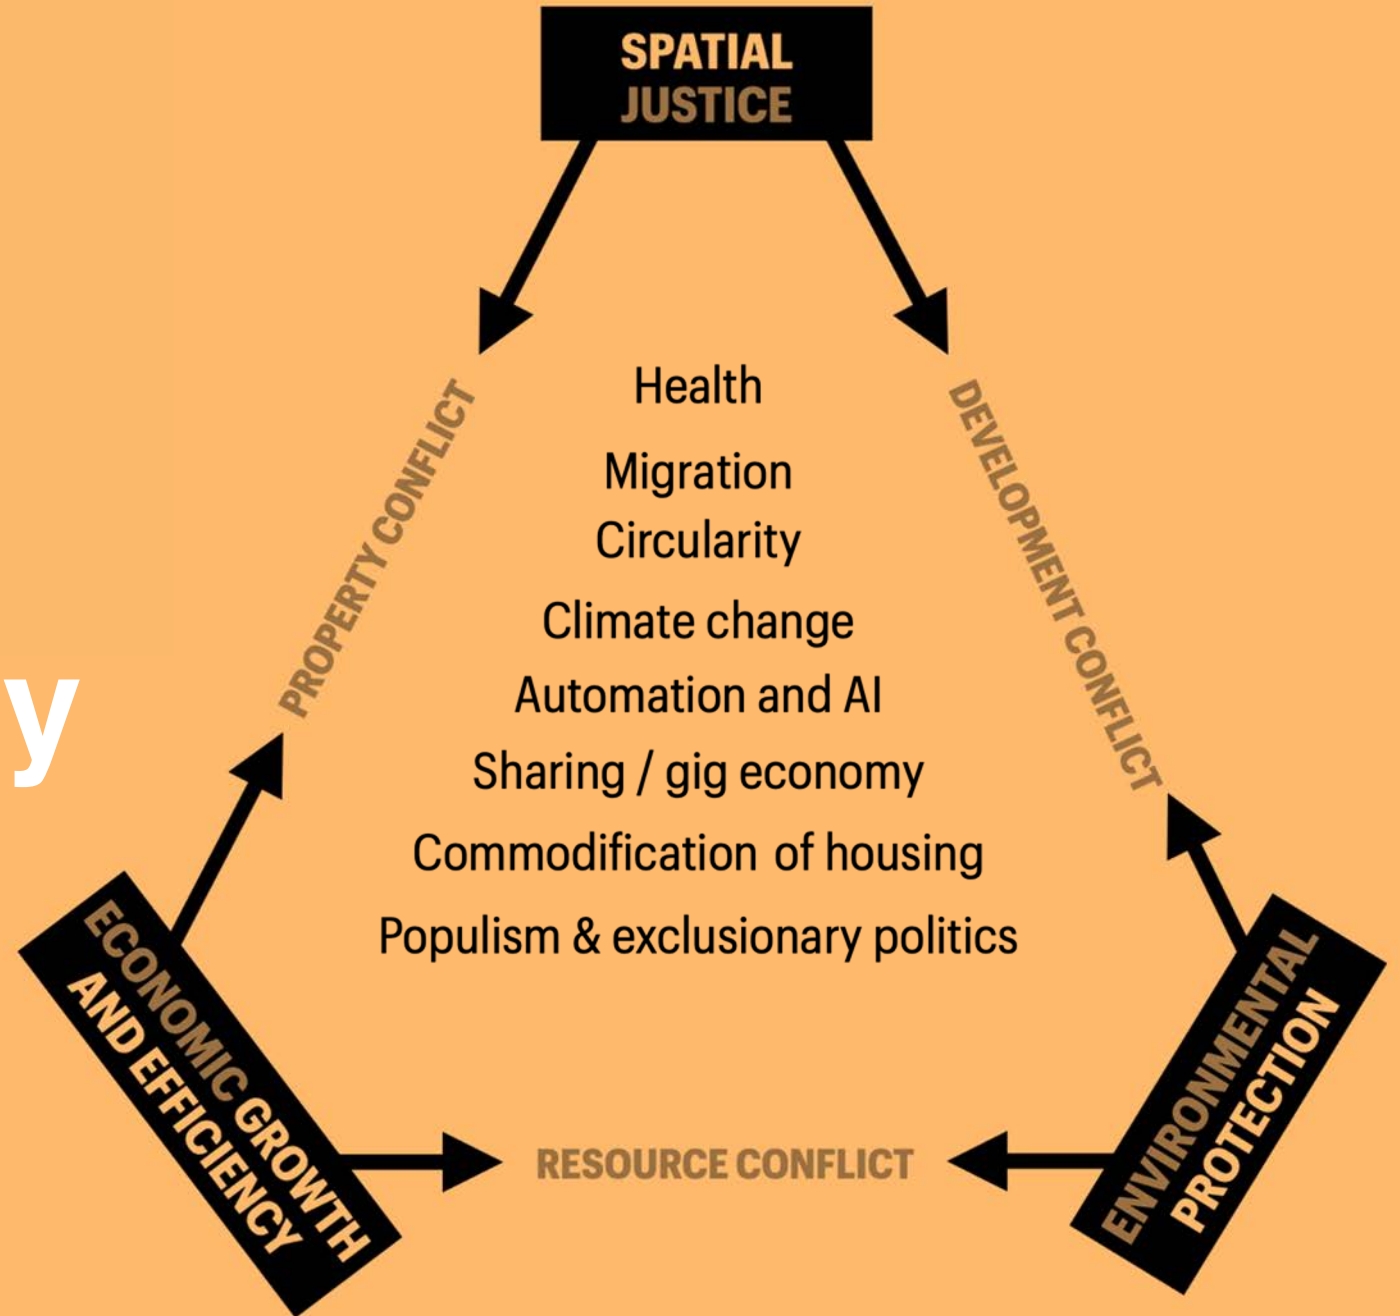 SPATIAL
JUSTICE
PROPERTY CONFLICT
DEVELOPMENT CONFLICT
Health
Migration
Circularity
Climate change
Automation and AI
Sharing / gig economy
Commodification of housing
Populism & exclusionary politics
y
ECONOMIC GROWTH
AND EFFICIENCY
RESOURCE CONFLICT
ENVIRONMENTAL
PROTECTION